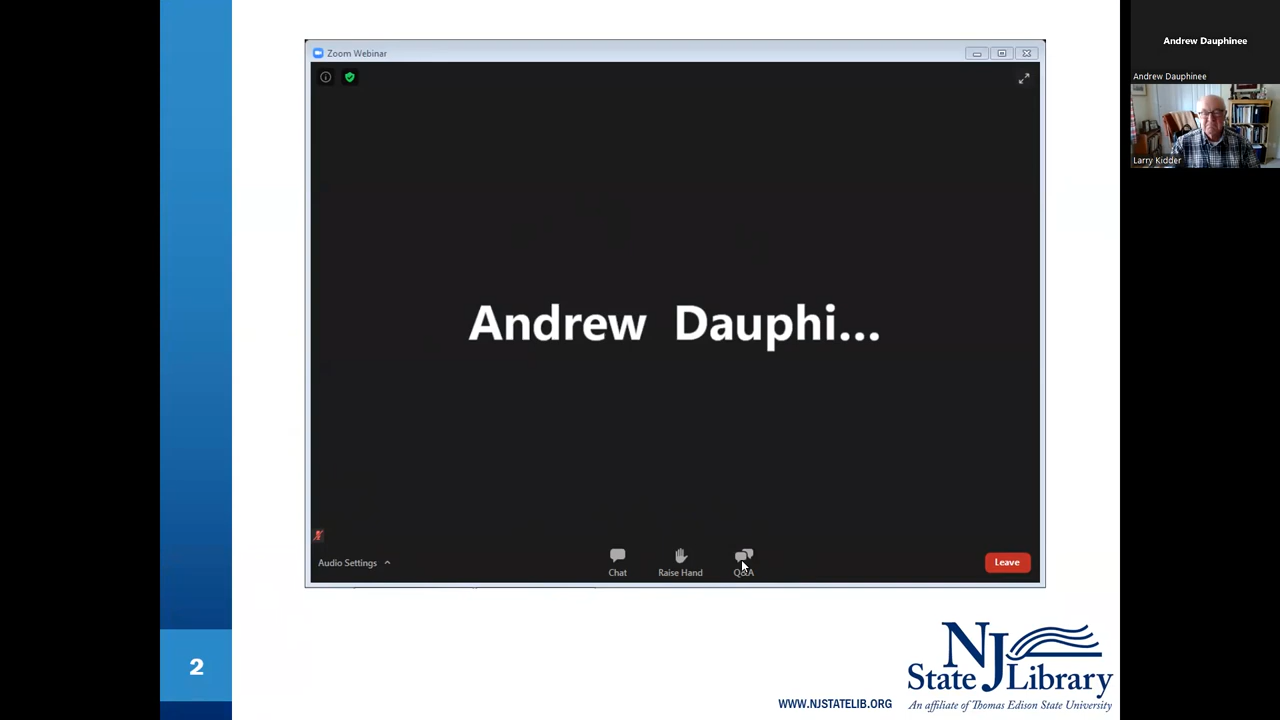 Zoom Webinar
Andrew Dauphi...
Audio Settings
Chat
Raise Hand
Q&A
Leave
2
WWW.NJSTATELIB.ORG
NJ
State Library
An affiliate of Thomas Edison State University
Andrew Dauphinee
Andrew Dauphinee
Larry Kidder